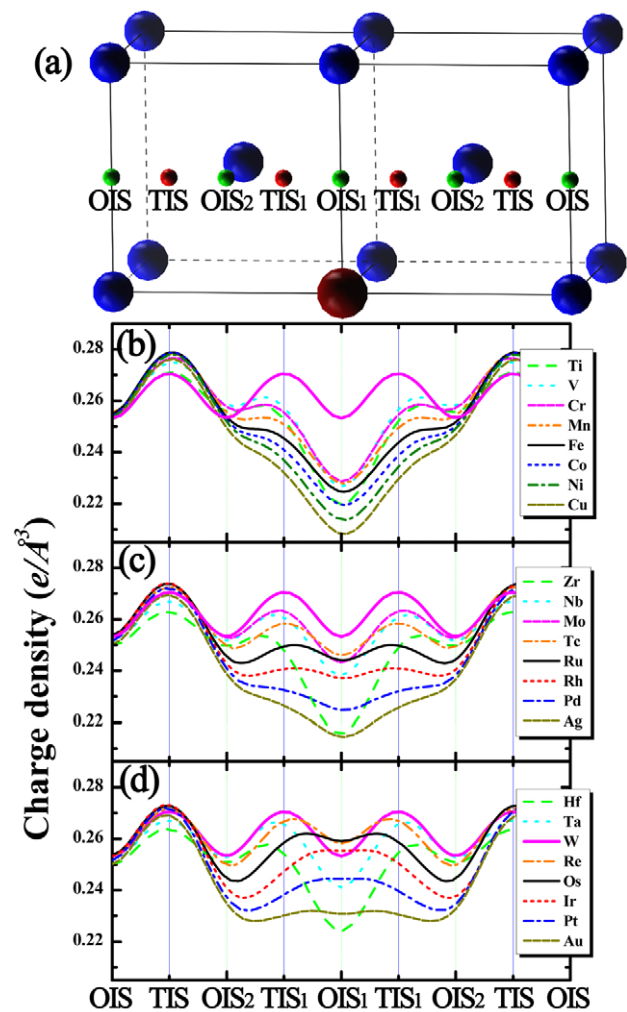 (a)
OIS TIS OIS2 TIS1 OIS1 TIS1 OIS2 TIS OIS
(b)
0.28
0.26
0.24
0.22
Ti
V
Cr
Mn
Fe
Co
Ni
Cu
(c)
0.28
0.26
0.24
0.22
Zr
Nb
Mo
Tc
Ru
Rh
Pd
Ag
(d)
0.28
0.26
0.24
0.22
0.20
Hf
Ta
W
Re
Os
Ir
Pt
Au
Charge density (e/Å3)
OIS TIS OIS2 TIS1 OIS1 TIS1 OIS2 TIS OIS